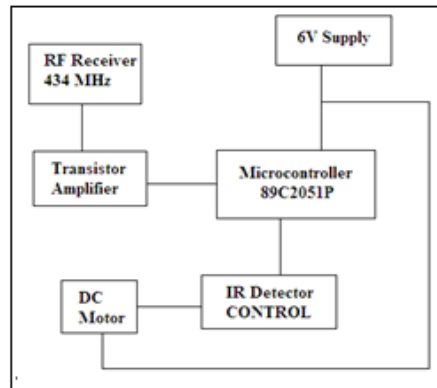 6V Supply
RF Receiver
434 MHz
Transistor
Amplifier
Microcontroller
89C2051P
DC
Motor
IR Detector
CONTROL